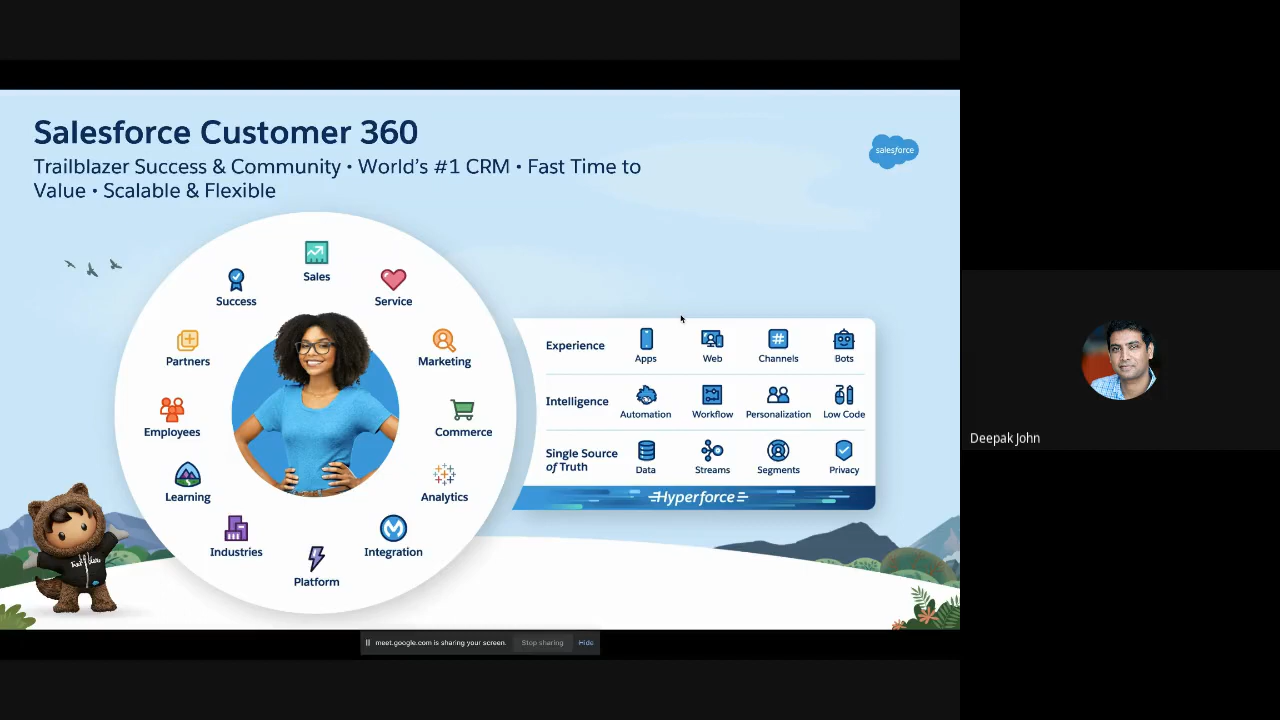 Salesforce Customer 360
Trailblazer Success & Community • World's #1 CRM • Fast Time to
Value • Scalable & Flexible
salesforce
Sales
Success
Service
Partners
Marketing
Employees
Commerce
Learning
Analytics
Industries
Integration
Platform
Experience
Apps
Web
Channels
Bots
Intelligence
Automation
Workflow
Personalization
Low Code
Single Source
of Truth
Data
Streams
Segments
Privacy
Hyperforce
meet.google.com is sharing your screen.
Stop sharing
Hide
Deepak John